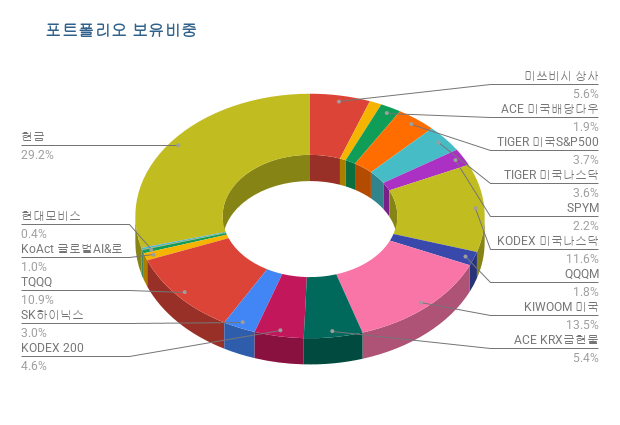 포트폴리오 보유비중
미쓰비시 상사
5.6%
ACE 미국배당다우
1.9%
TIGER 미국S&P500
3.7%
TIGER 미국나스닥
3.6%
SPYM
2.2%
KODEX 미국나스닥
11.6%
QQQM
1.8%
KIWOOM 미국
13.5%
ACE KRX금현물
5.4%
현금
29.2%
현대모비스
0.4%
KoAct 글로벌AI&로
1.0%
TQQQ
10.9%
SK하이닉스
3.0%
KODEX 200
4.6%